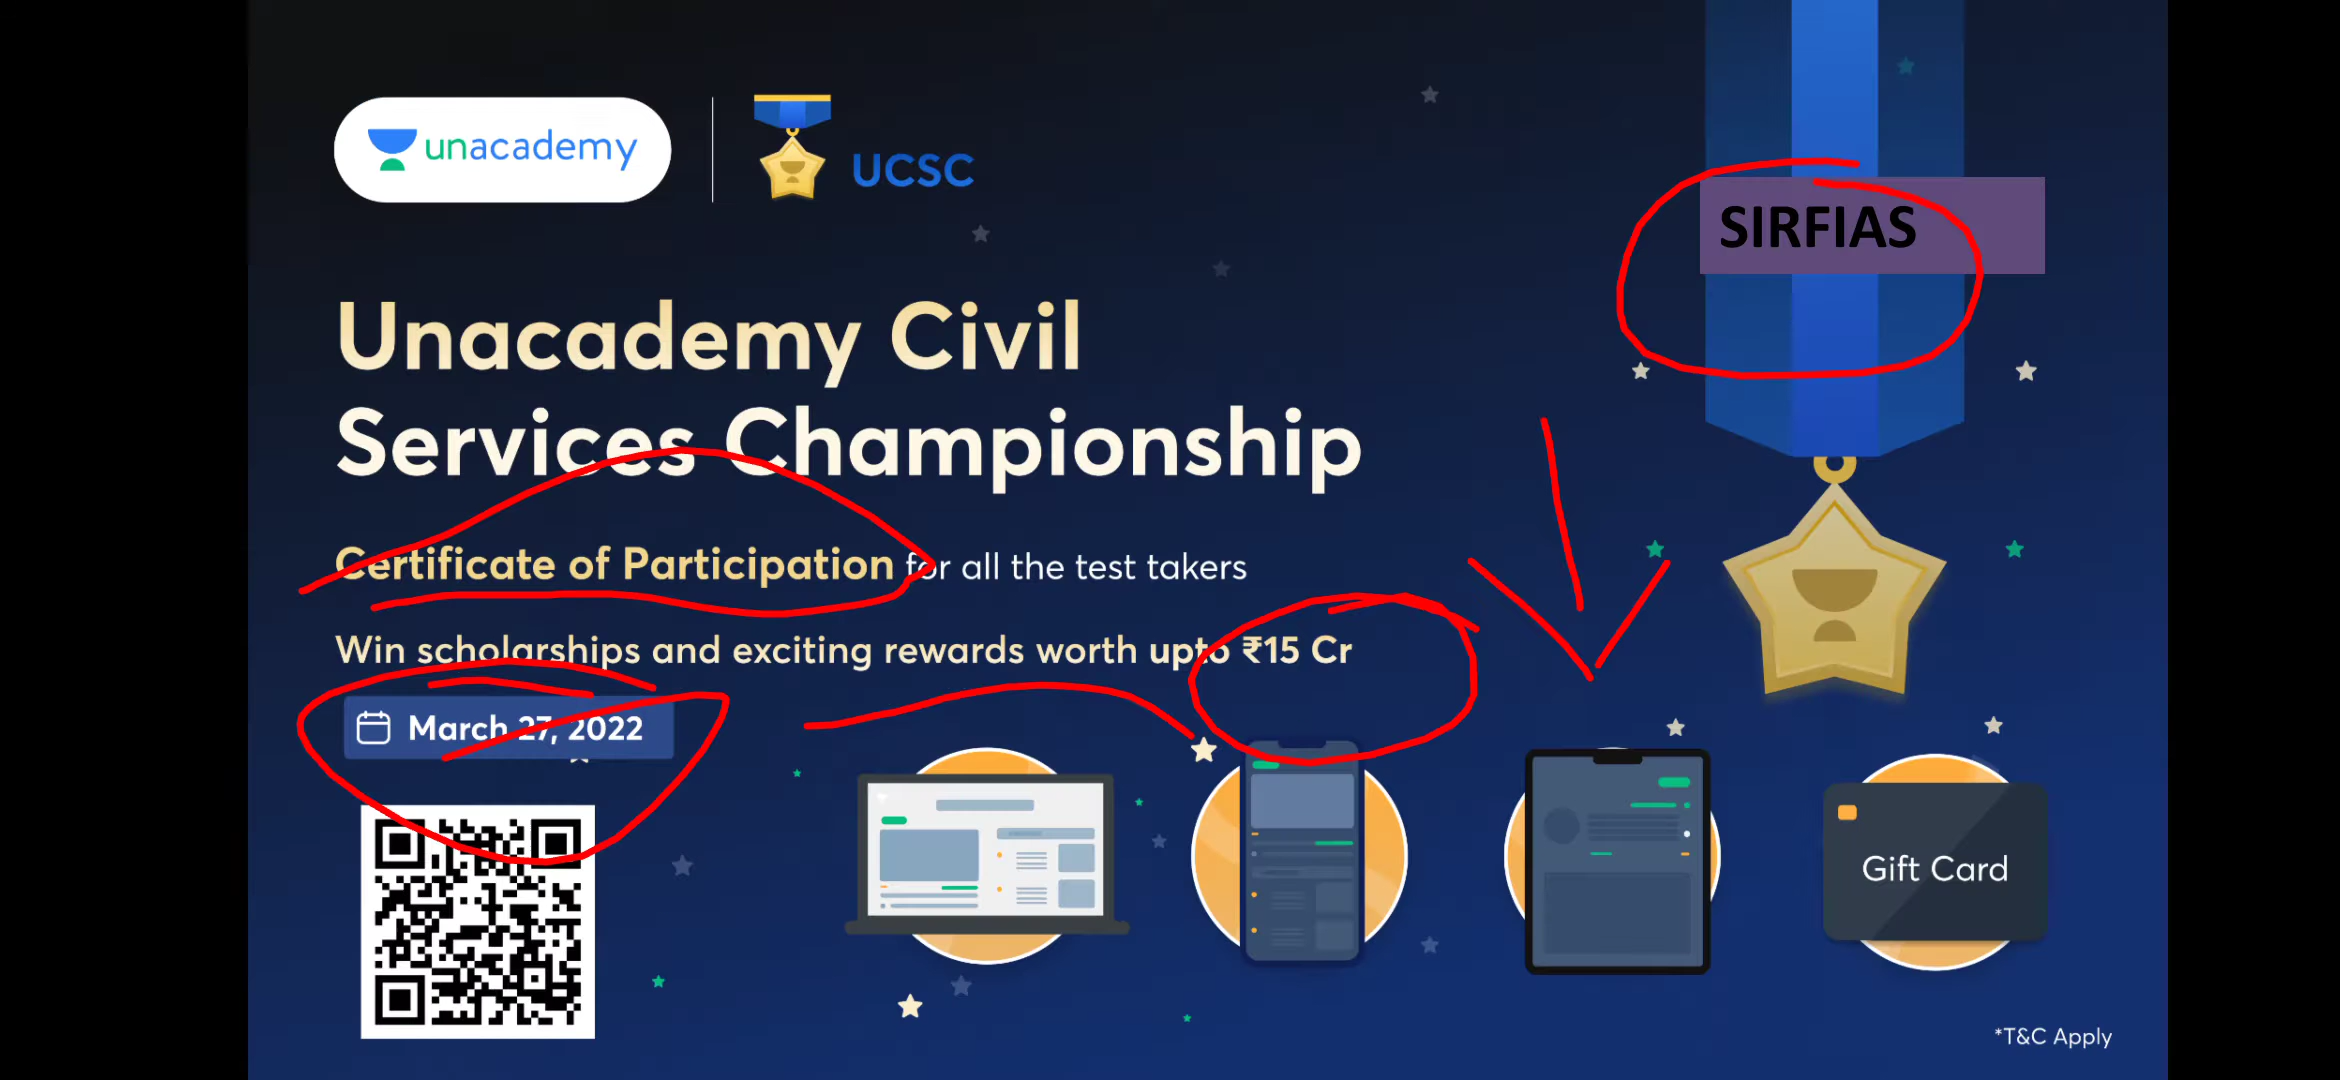 unacademy
UCSC
SIRFIAS
Unacademy Civil
Services Championship
Certificate of Participation for all the test takers
Win scholarships and exciting rewards worth upto ₹15 Cr
March 27, 2022
Gift Card
*T&C Apply